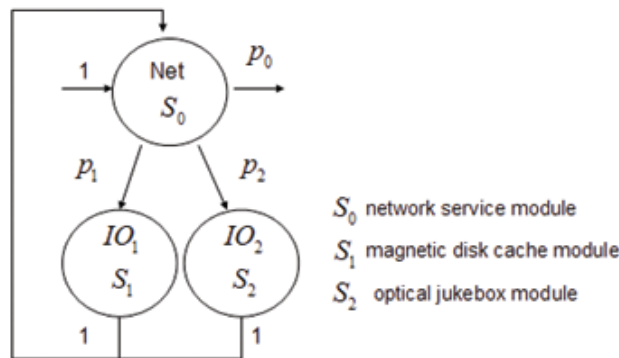 1
Net
S₀
p₀
p₁
p₂
IO₁
S₁
IO₂
S₂
1
1
S₀ network service module
S₁ magnetic disk cache module
S₂ optical jukebox module